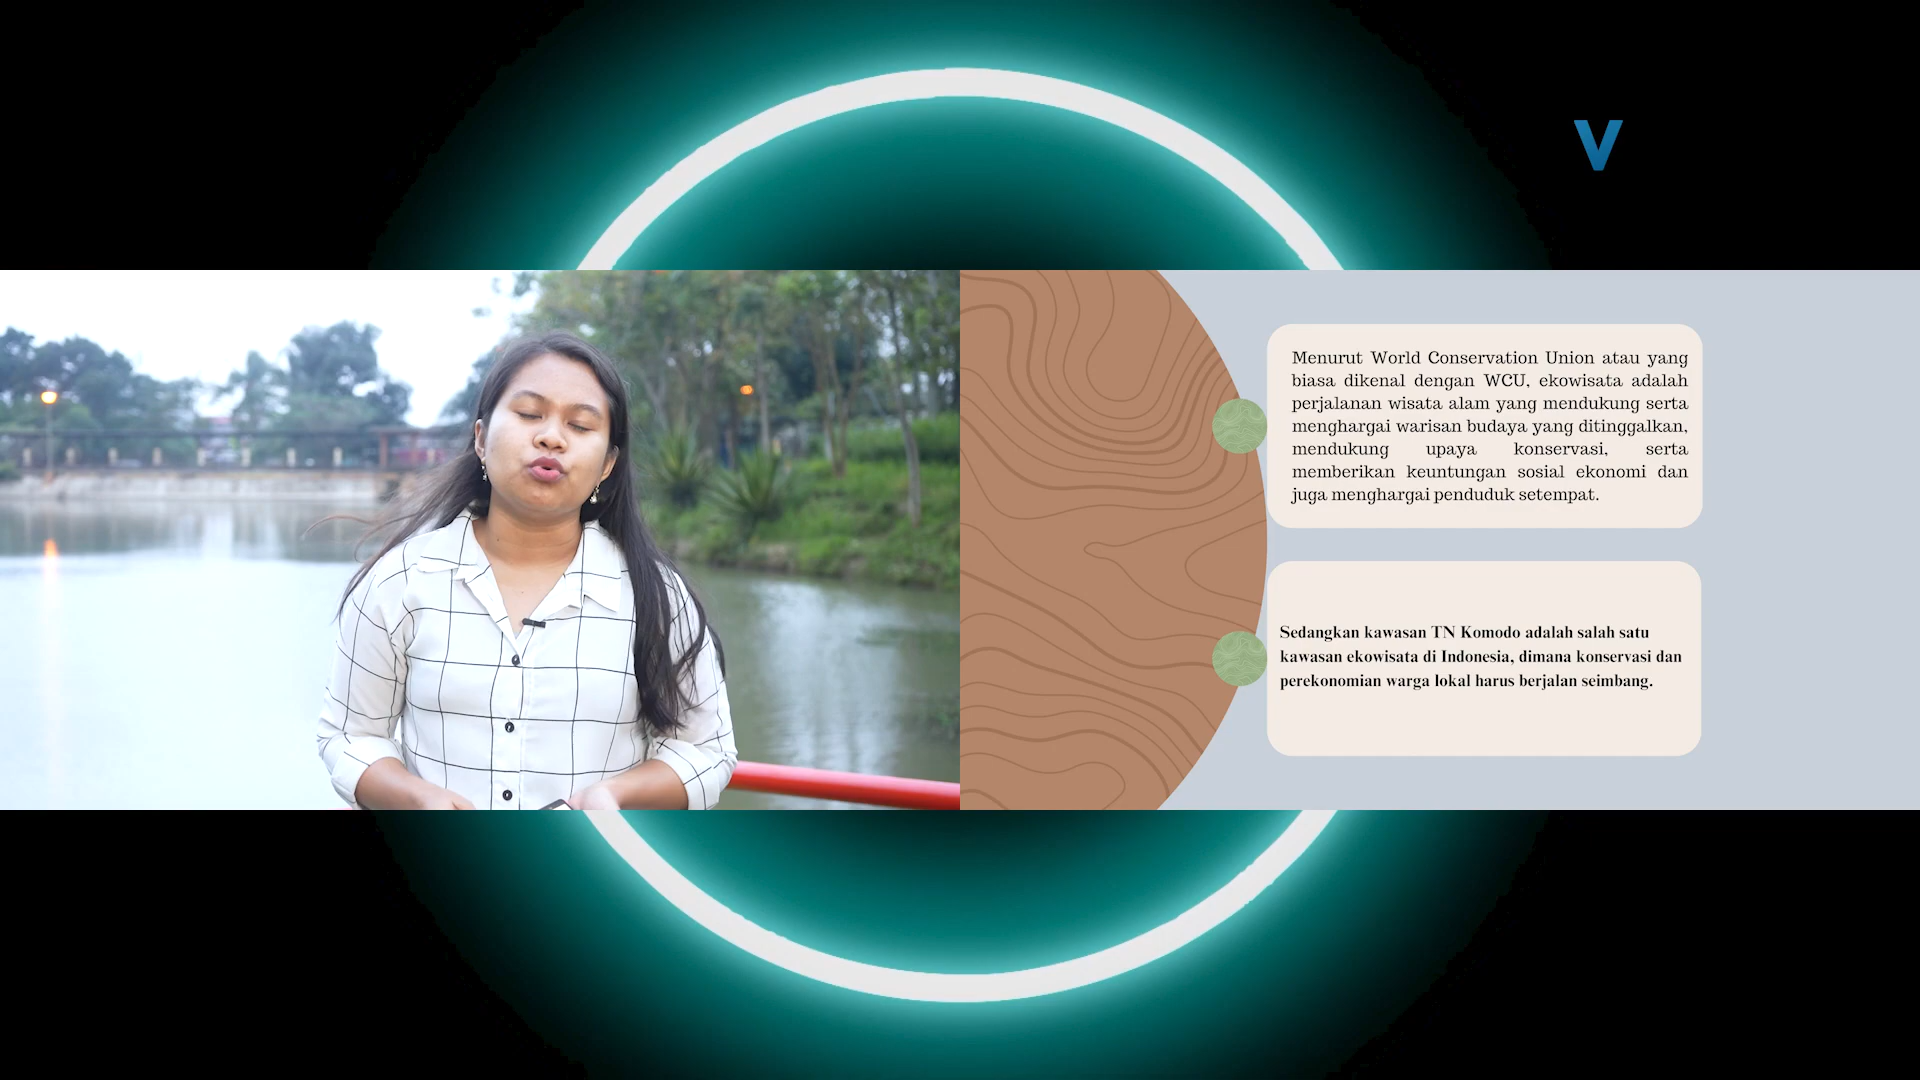 V
Menurut World Conservation Union atau yang
biasa dikenal dengan WCU, ekowisata adalah
perjalanan wisata alam yang mendukung serta
menghargai warisan budaya yang ditinggalkan,
mendukung upaya konservasi, serta
memberikan keuntungan sosial ekonomi dan
juga menghargai penduduk setempat.
Sedangkan kawasan TN Komodo adalah salah satu
kawasan ekowisata di Indonesia, dimana konservasi dan
perekonomian warga lokal harus berjalan seimbang.